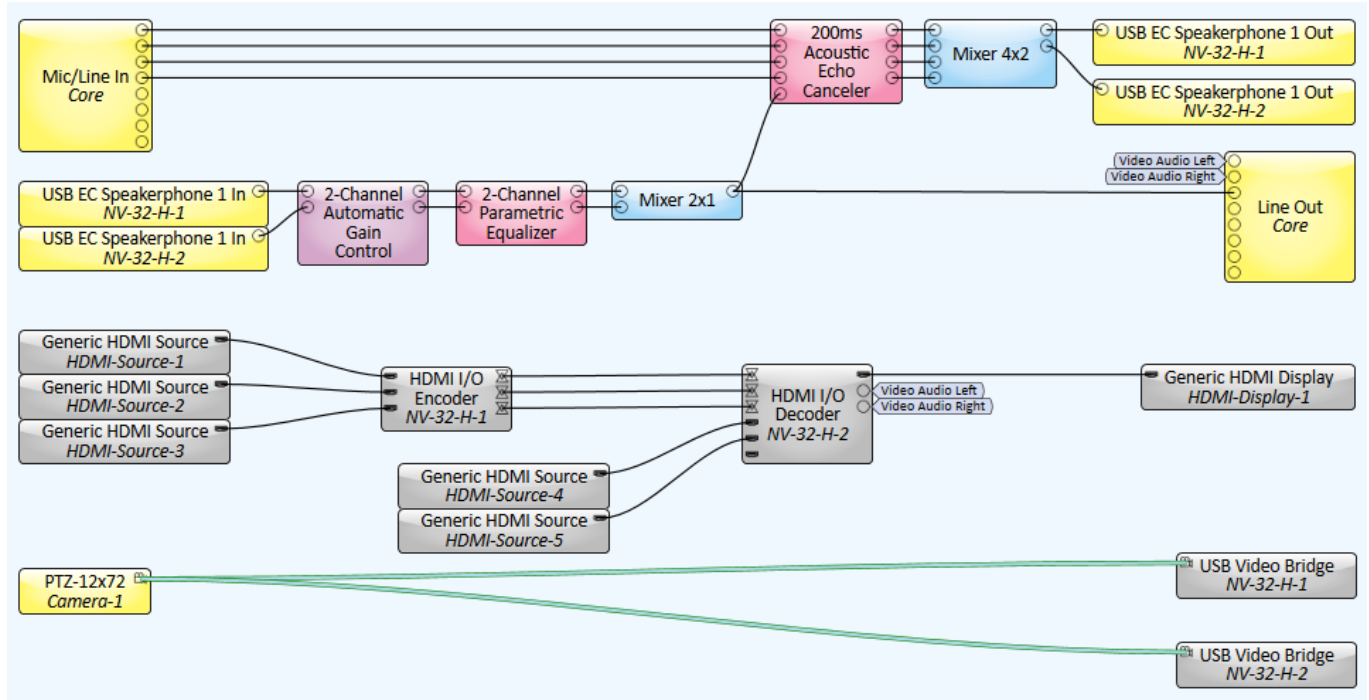 Mic/Line In
Core
200ms
Acoustic
Echo
Canceler
Mixer 4x2
USB EC Speakerphone 1 Out
NV-32-H-1
USB EC Speakerphone 1 Out
NV-32-H-2
USB EC Speakerphone 1 In
NV-32-H-1
USB EC Speakerphone 1 In
NV-32-H-2
2-Channel
Automatic
Gain
Control
2-Channel
Parametric
Equalizer
Mixer 2x1
Video Audio Left
Video Audio Right
Line Out
Core
Generic HDMI Source
HDMI-Source-1
Generic HDMI Source
HDMI-Source-2
Generic HDMI Source
HDMI-Source-3
HDMI I/O
Encoder
NV-32-H-1
Generic HDMI Source
HDMI-Source-4
Generic HDMI Source
HDMI-Source-5
HDMI I/O
Decoder
NV-32-H-2
Video Audio Left
Video Audio Right
Generic HDMI Display
HDMI-Display-1
PTZ-12x72
Camera-1
USB Video Bridge
NV-32-H-1
USB Video Bridge
NV-32-H-2